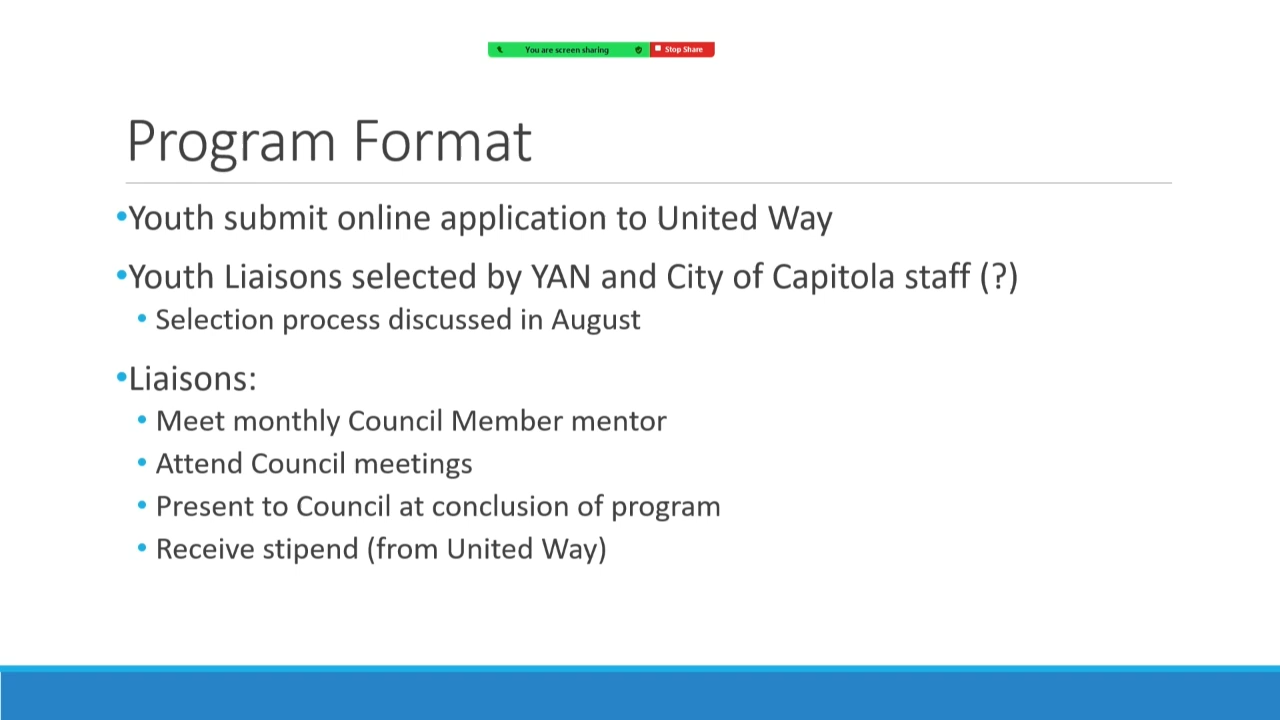 You are screen sharing
Stop Share
Program Format
•Youth submit online application to United Way
•Youth Liaisons selected by YAN and City of Capitola staff (?)
• Selection process discussed in August
•Liaisons:
• Meet monthly Council Member mentor
• Attend Council meetings
• Present to Council at conclusion of program
• Receive stipend (from United Way)